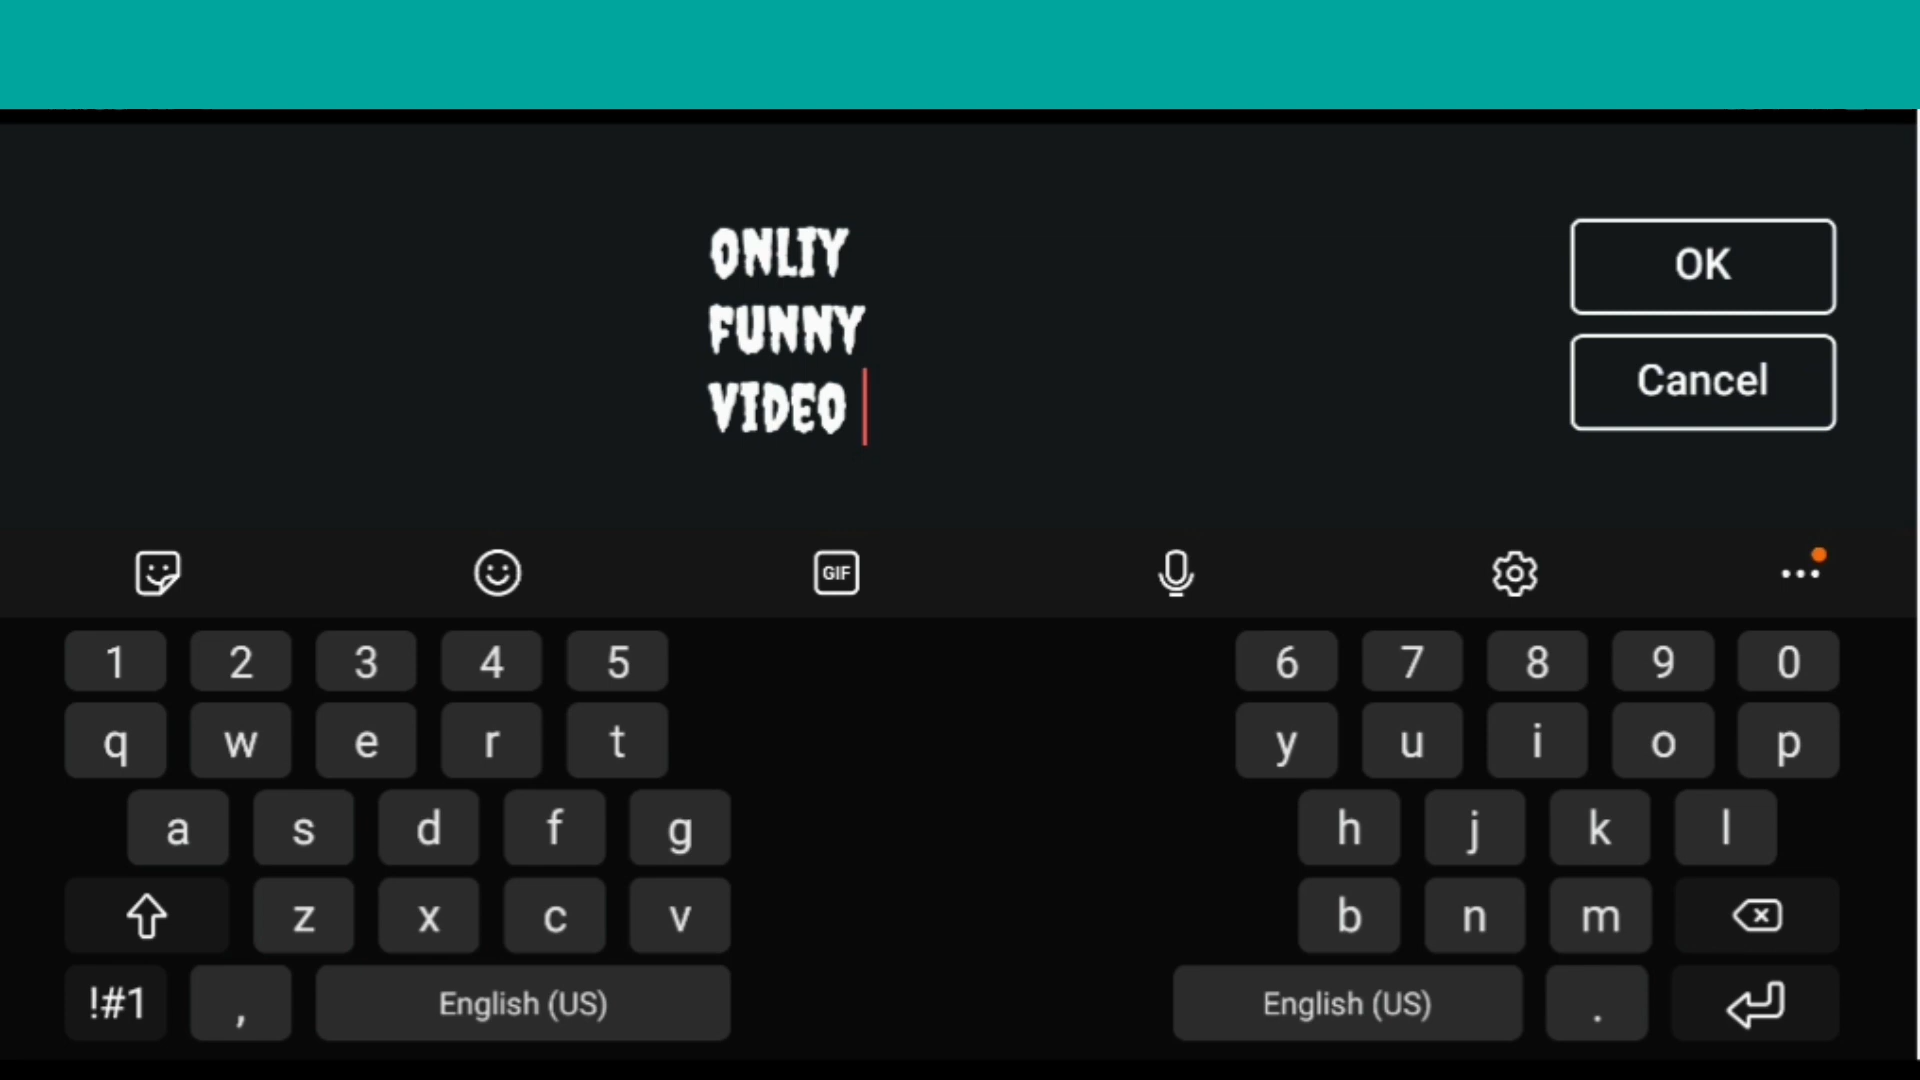 ONLIY
FUNNY
VIDEO
OK
Cancel
GIF
1 2 3 4 5 6 7 8 9 0
q w e r t y u i o p
a s d f g h j k l
z x c v b n m
!#1 , English (US) English (US) .